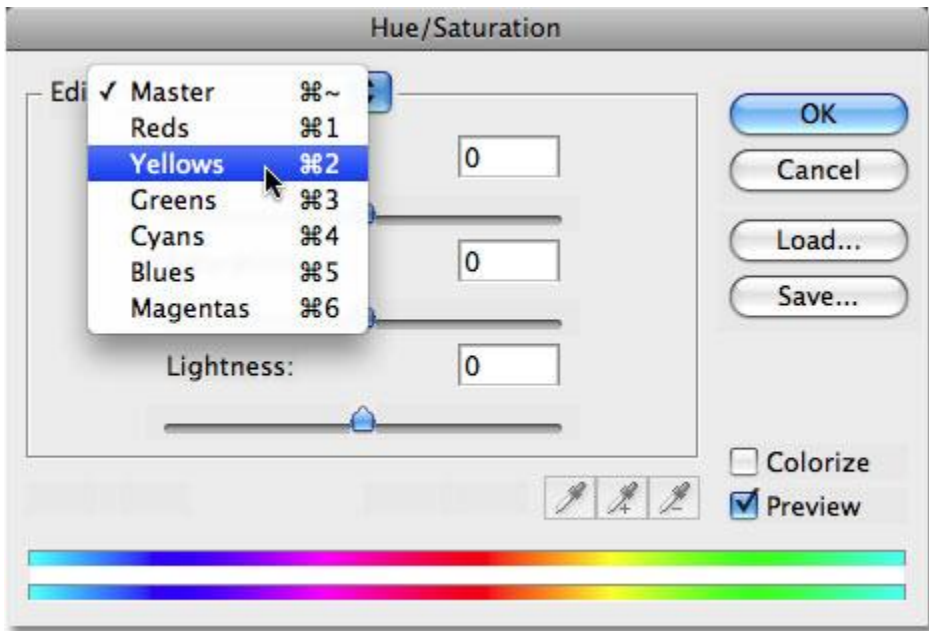 Hue/Saturation
Edi
✓ Master ⌘~
Reds ⌘1
Yellows ⌘2
Greens ⌘3
Cyans ⌘4
Blues ⌘5
Magentas ⌘6
0
0
Lightness: 0
OK
Cancel
Load...
Save...
Colorize
Preview